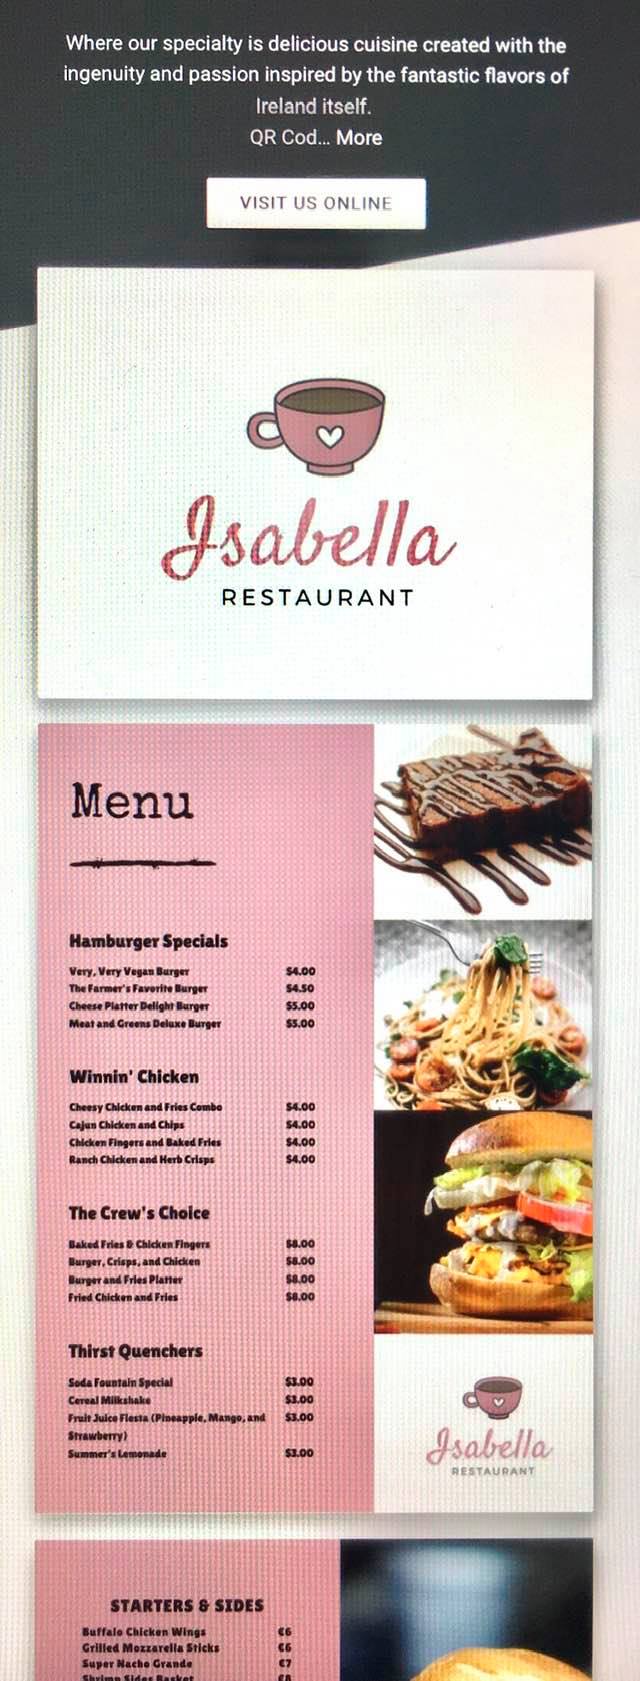 Where our specialty is delicious cuisine created with the
ingenuity and passion inspired by the fantastic flavors of
Ireland itself.
QR Cod... More
VISIT US ONLINE
Isabella
RESTAURANT
Menu
Hamburger Specials
Very, Very Vegan Burger $4.00
The Farmer's Favorite Burger $4.50
Cheese Platter Delight Burger $5.00
Meat and Greens Deluxe Burger $5.00
Winnin' Chicken
Cheesy Chicken and Fries Combo $4.00
Cajun Chicken and Chips $4.00
Chicken Fingers and Baked Fries $4.00
Ranch Chicken and Herb Crisps $4.00
The Crew's Choice
Baked Fries & Chicken Fingers $8.00
Burger, Crisps, and Chicken $8.00
Burger and Fries Platter $8.00
Fried Chicken and Fries $8.00
Thirst Quenchers
Soda Fountain Special $3.00
Cereal Milkshake $3.00
Fruit Juice Fiesta (Pineapple, Mango, and $3.00
Strawberry)
Summer's Lemonade $3.00
Isabella
RESTAURANT
STARTERS & SIDES
Buffalo Chicken Wings €6
Grilled Mozzarella Sticks €6
Super Nacho Grande €7
Shrimp Sides Basket €8